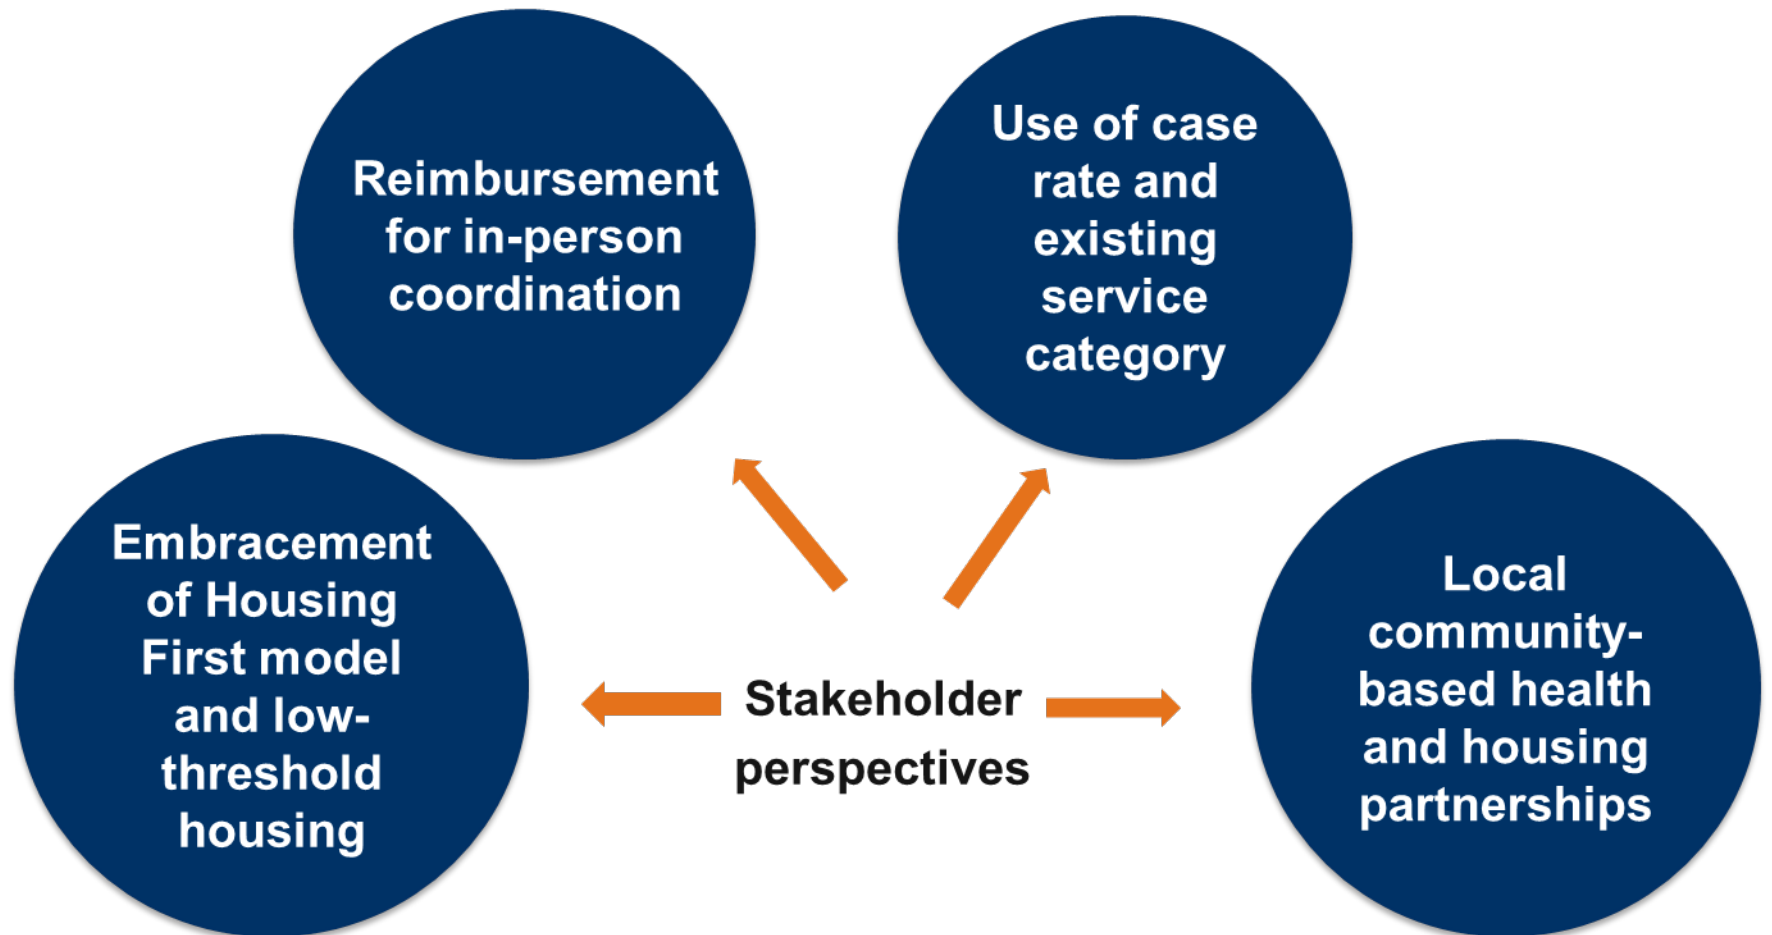 Reimbursement
for in-person
coordination
Use of case
rate and
existing
service
category
Embracement
of Housing
First model
and low-
threshold
housing
Stakeholder
perspectives
Local
community-
based health
and housing
partnerships